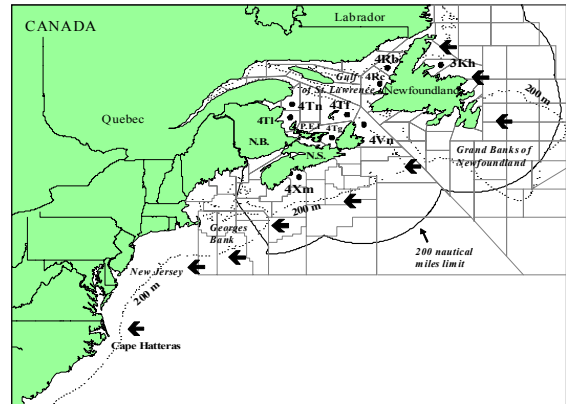 Labrador
CANADA
4Rb
3Kh
4Rc
Gulf
of St. Lawrence
Newfoundland
200 m
4Tn
4Tf
Quebec
4Tl
P.E.I.
4Tg
4Vn
N.B.
Grand Banks of
Newfoundland
N.S.
4Xm
200 m
Georges
Bank
200 nautical
miles limit
New Jersey
200 m
Cape Hatteras